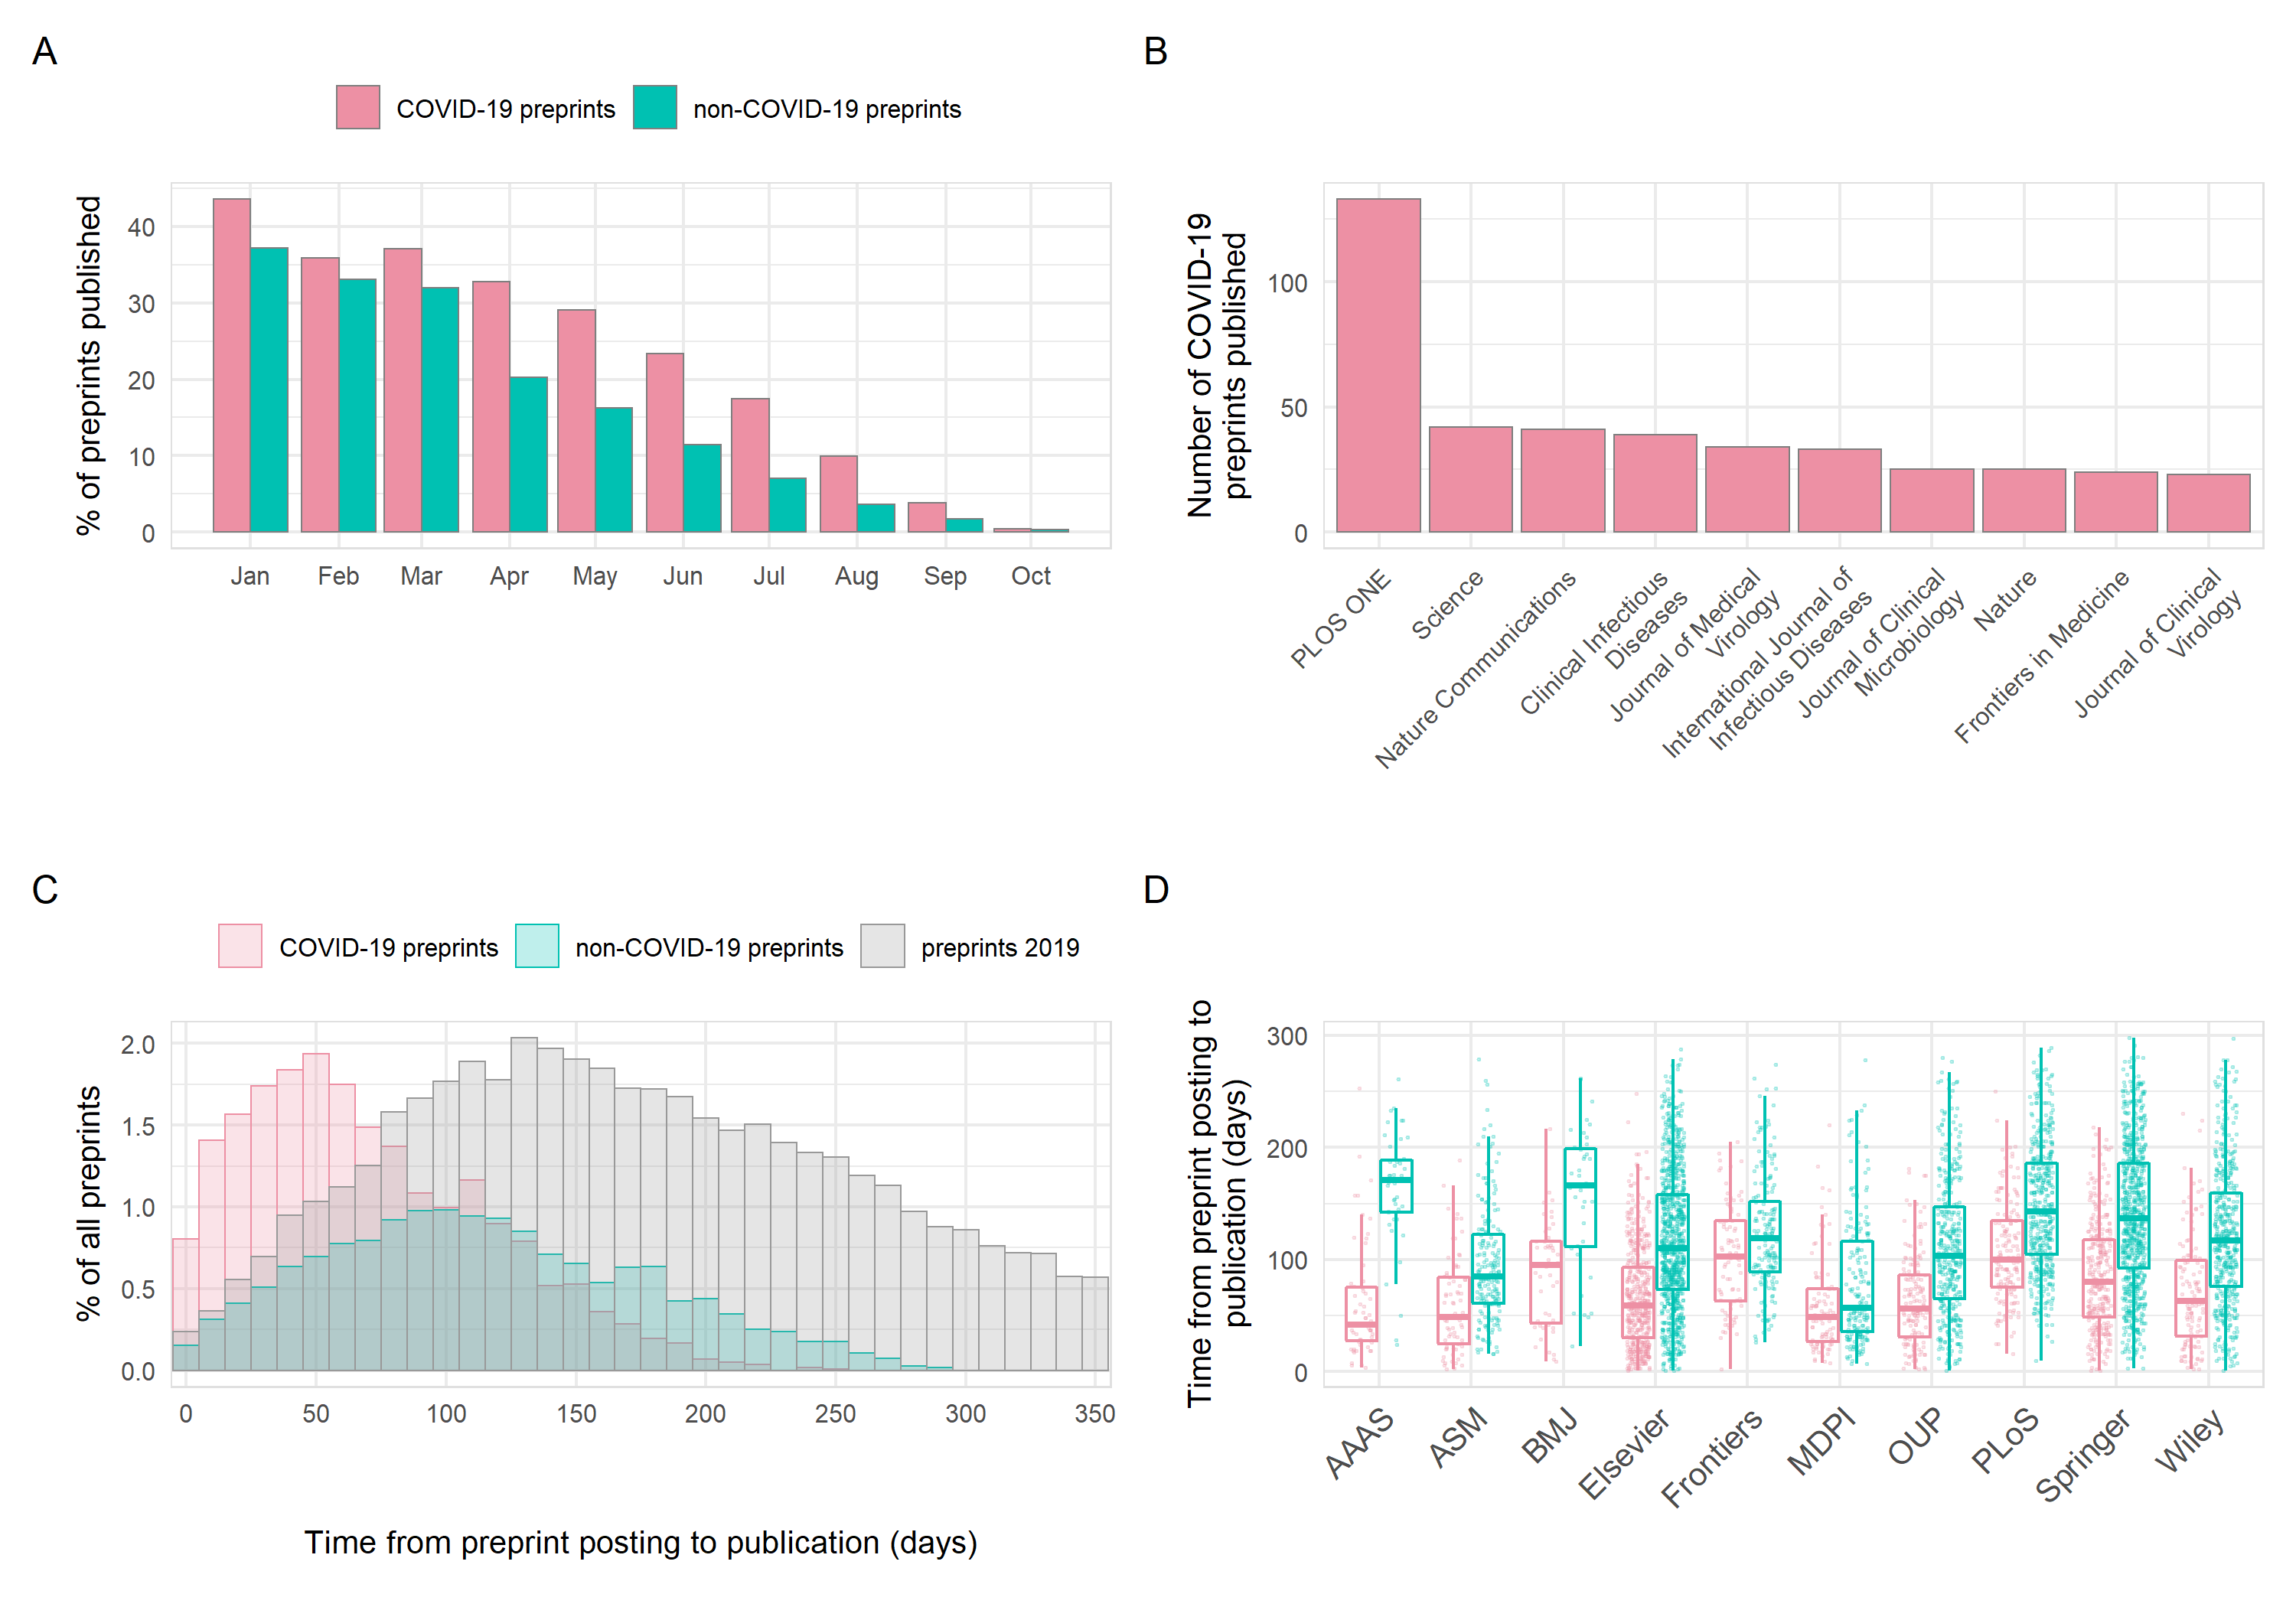 A
COVID-19 preprints
non-COVID-19 preprints
% of preprints published
40
30
20
10
0
Jan
Feb
Mar
Apr
May
Jun
Jul
Aug
Sep
Oct
B
Number of COVID-19
preprints published
100
50
0
PLOS ONE
Science
Nature Communications
Clinical Infectious
Diseases
Journal of Medical
Virology
International Journal of
Infectious Diseases
Journal of Clinical
Microbiology
Nature
Frontiers in Medicine
Journal of Clinical
Virology
C
COVID-19 preprints
non-COVID-19 preprints
preprints 2019
% of all preprints
2.0
1.5
1.0
0.5
0.0
0
50
100
150
200
250
300
350
Time from preprint posting to publication (days)
D
Time from preprint posting to
publication (days)
300
200
100
0
AAAS
ASM
BMJ
Elsevier
Frontiers
MDPI
OUP
PLoS
Springer
Wiley